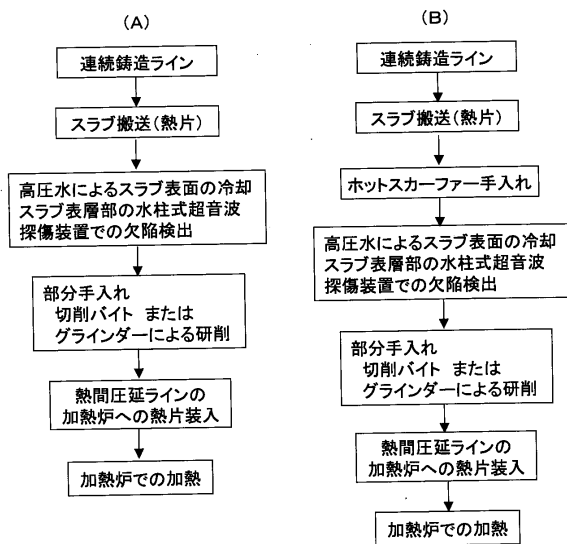 (A)
連続鋳造ライン
スラブ搬送(熱片)
高圧水によるスラブ表面の冷却
スラブ表層部の水柱式超音波
探傷装置での欠陥検出
部分手入れ
切削バイト または
グラインダーによる研削
熱間圧延ラインの
加熱炉への熱片装入
加熱炉での加熱
(B)
連続鋳造ライン
スラブ搬送(熱片)
ホットスカーファー手入れ
高圧水によるスラブ表面の冷却
スラブ表層部の水柱式超音波
探傷装置での欠陥検出
部分手入れ
切削バイト または
グラインダーによる研削
熱間圧延ラインの
加熱炉への熱片装入
加熱炉での加熱